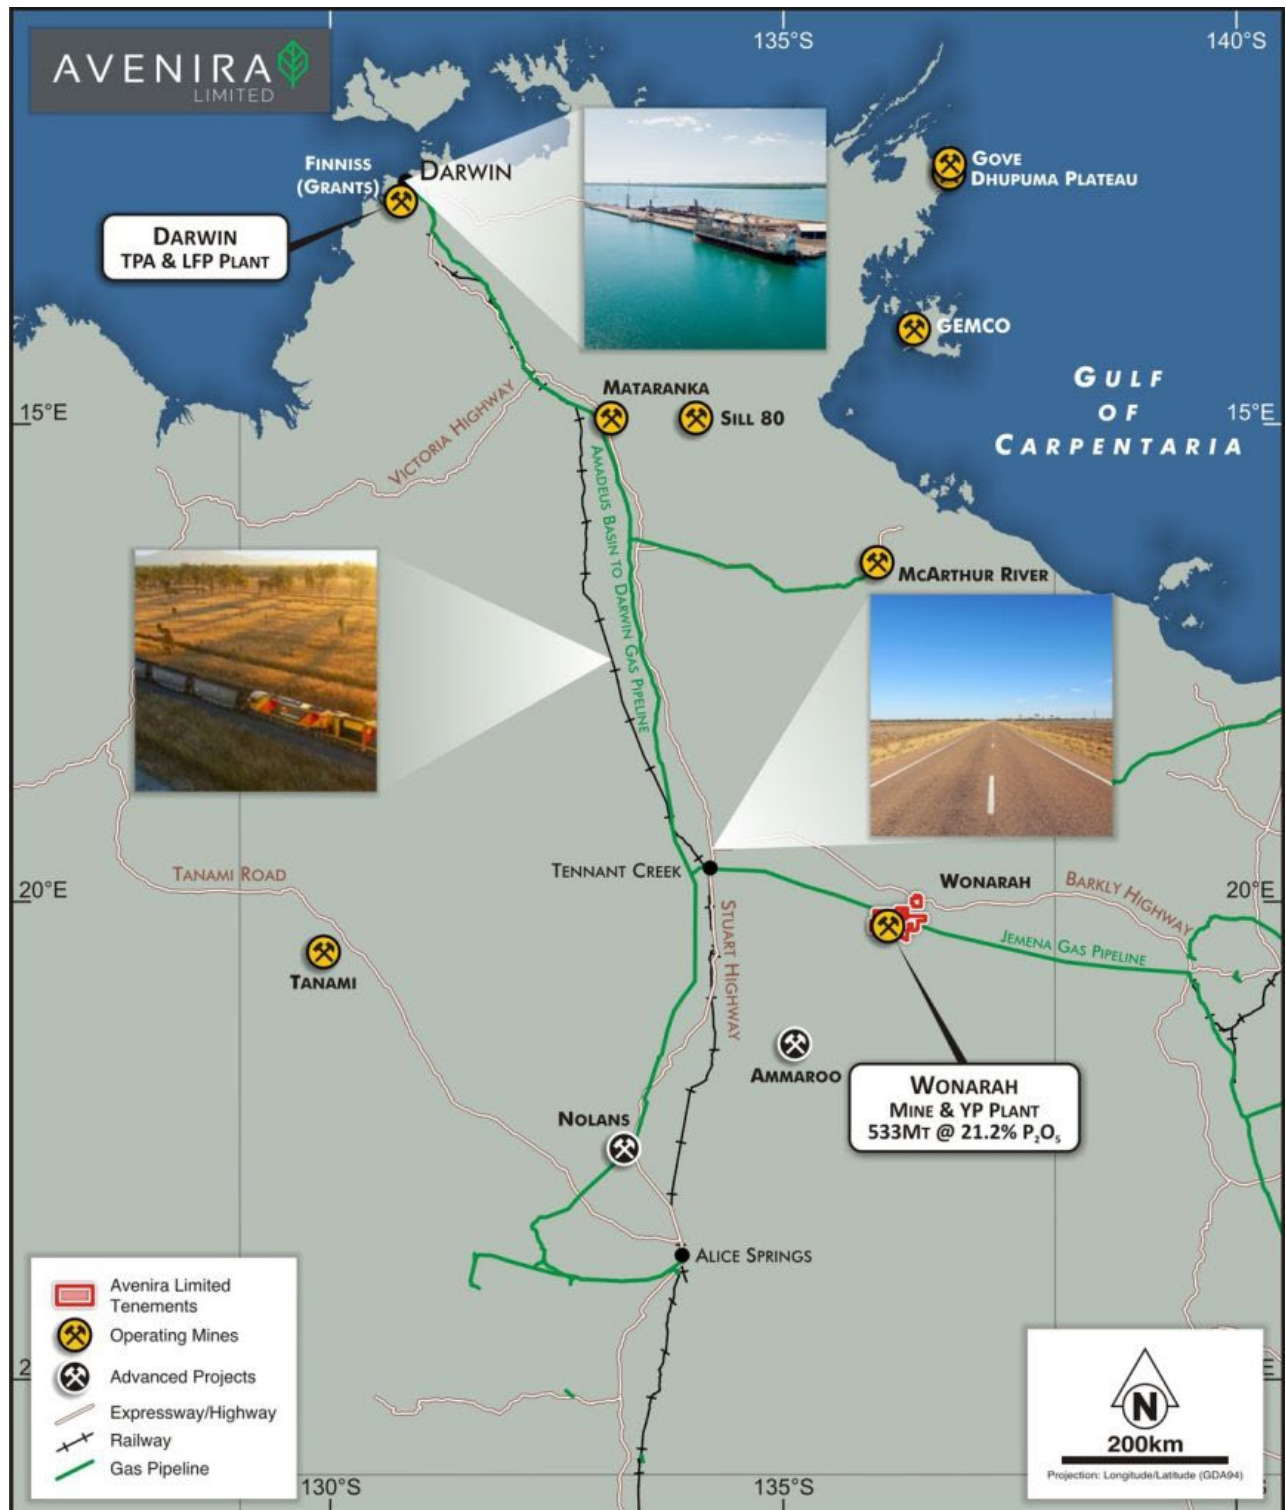 AVENIRA
LIMITED
135°S
140°S
FINNISS
(GRANTS)
DARWIN
GOVE
DHUPUMA PLATEAU
DARWIN
TPA & LFP PLANT
GEMCO
GULF
OF
CARPENTARIA
MATARANKA
SILL 80
15°E
15°E
VICTORIA HIGHWAY
AMADEUS BASIN TO DARWIN GAS PIPELINE
MCARTHUR RIVER
TENNANT CREEK
WONARAH
BARKLY HIGHWAY
TANAMI ROAD
20°E
20°E
STUART HIGHWAY
JEMENA GAS PIPELINE
TANAMI
AMMAROO
WONARAH
MINE & YP PLANT
533MT @ 21.2% P₂O₅
NOLANS
ALICE SPRINGS
Avenira Limited
Tenements
Operating Mines
Advanced Projects
Expressway/Highway
Railway
Gas Pipeline
N
200km
Projection: Longitude/Latitude (GDA94)
130°S
135°S